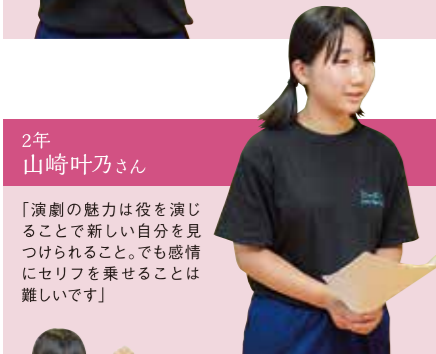 2年
山崎叶乃さん
「演劇の魅力は役を演じ
ることで新しい自分を見
つけられること。でも感情
にセリフを乗せることは
難しいです」